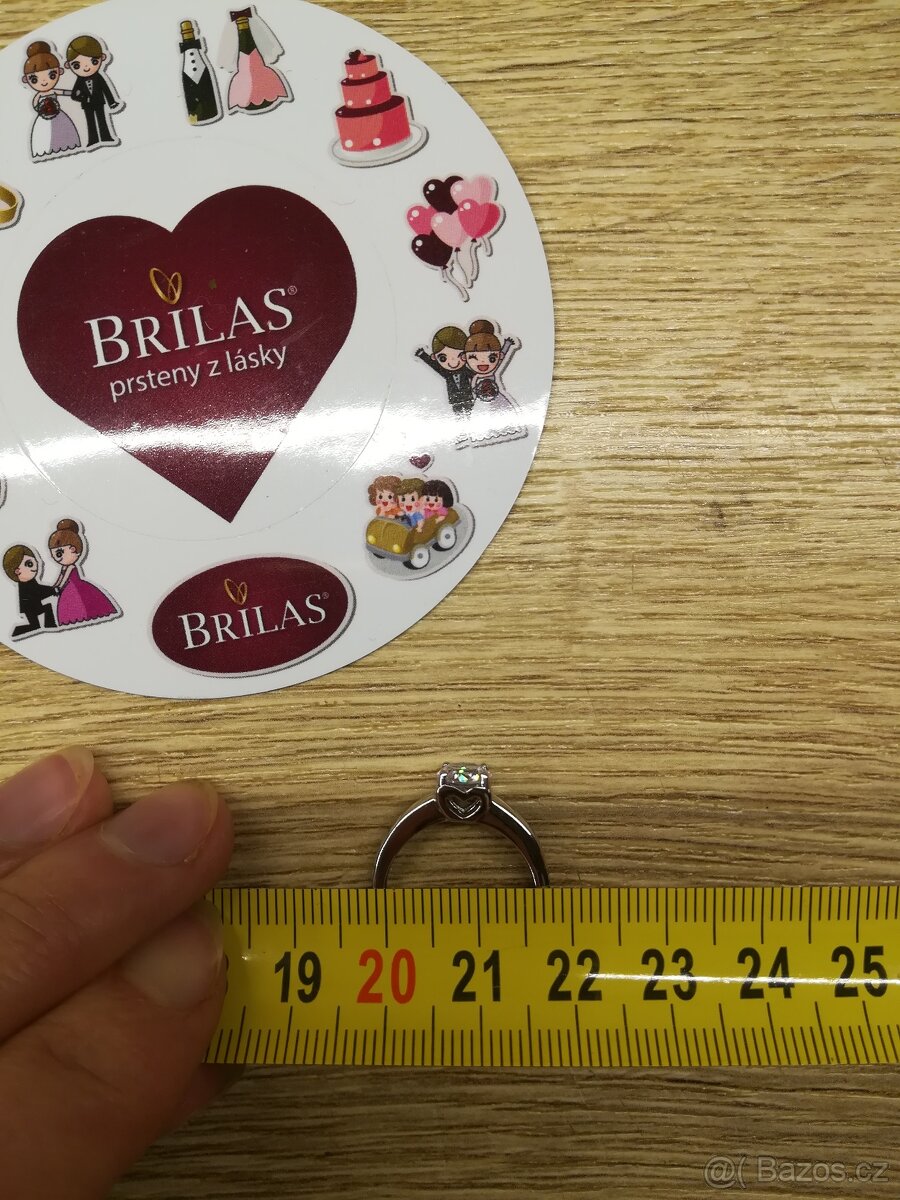 BRILAS®
prsteny z lásky
BRILAS®
19 20 21 22 23 24 25
@( Bazos.cz